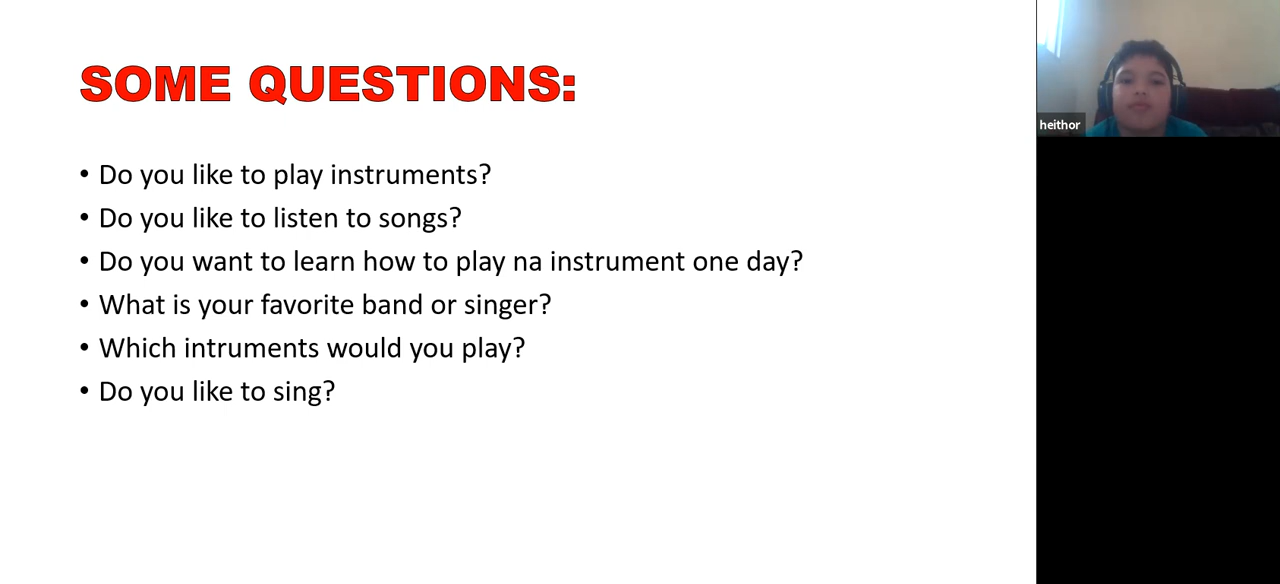 SOME QUESTIONS:
• Do you like to play instruments?
• Do you like to listen to songs?
• Do you want to learn how to play na instrument one day?
• What is your favorite band or singer?
• Which intruments would you play?
• Do you like to sing?
heithor